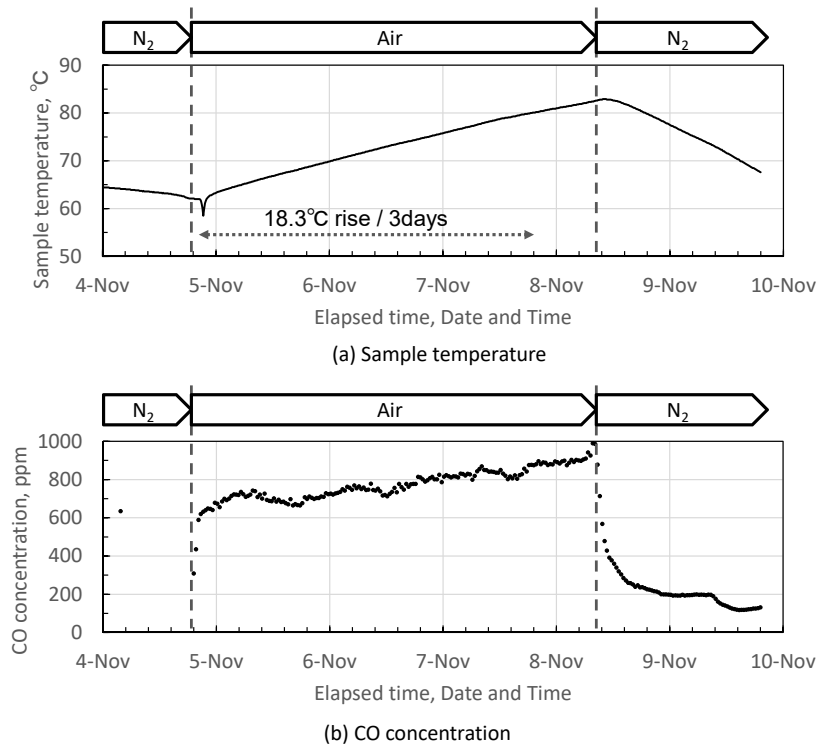 N₂ Air N₂
90
80
70
60
50
Sample temperature, ℃
18.3℃ rise / 3days
4-Nov 5-Nov 6-Nov 7-Nov 8-Nov 9-Nov 10-Nov
Elapsed time, Date and Time
(a) Sample temperature
N₂ Air N₂
1000
800
600
400
200
0
CO concentration, ppm
4-Nov 5-Nov 6-Nov 7-Nov 8-Nov 9-Nov 10-Nov
Elapsed time, Date and Time
(b) CO concentration